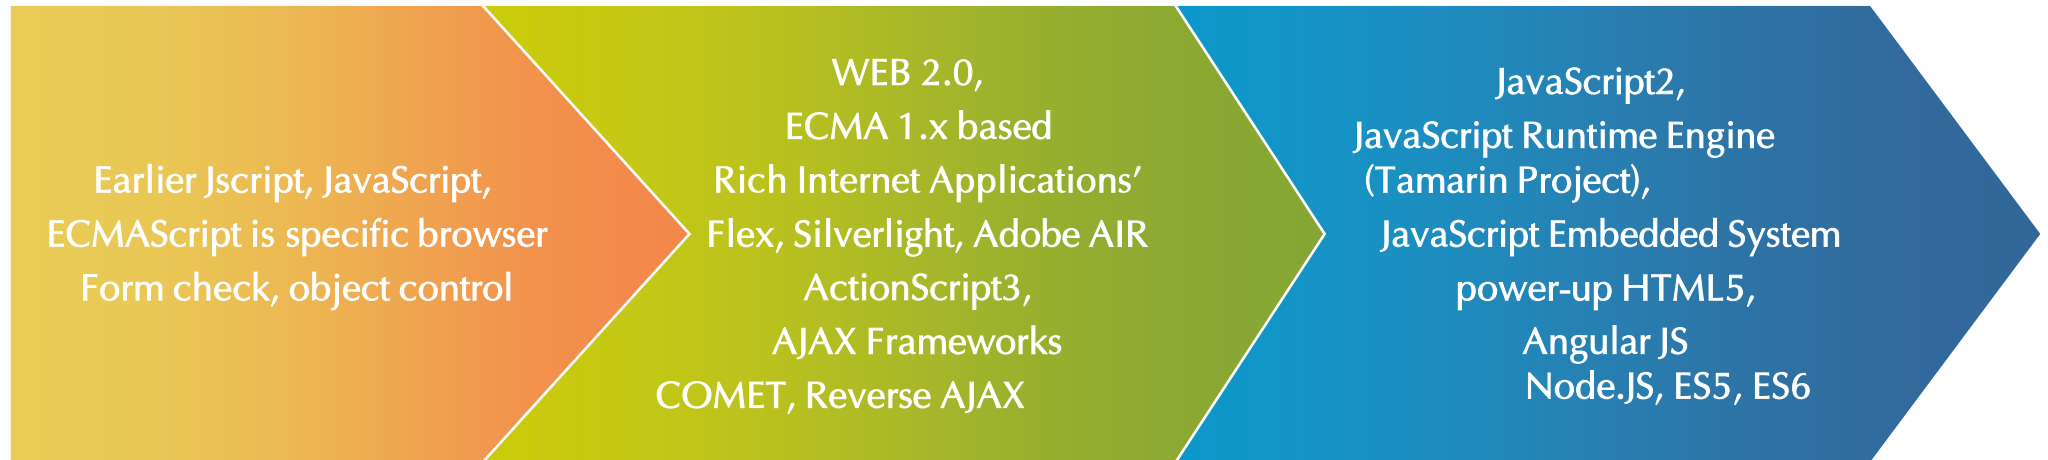 Earlier Jscript, JavaScript,
ECMAScript is specific browser
Form check, object control
WEB 2.0,
ECMA 1.x based
Rich Internet Applications’
Flex, Silverlight, Adobe AIR
ActionScript3,
AJAX Frameworks
COMET, Reverse AJAX
JavaScript2,
JavaScript Runtime Engine
(Tamarin Project),
JavaScript Embedded System
power-up HTML5,
Angular JS
Node.JS, ES5, ES6